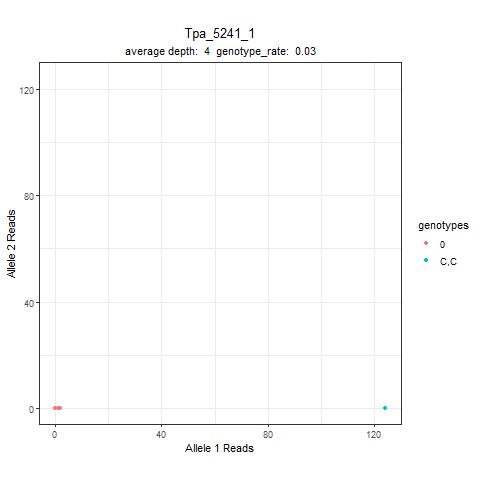 Tpa_5241_1
average depth:  4  genotype_rate:  0.03
120
80
40
0
Allele 2 Reads
0
40
80
120
Allele 1 Reads
genotypes
0
C,C